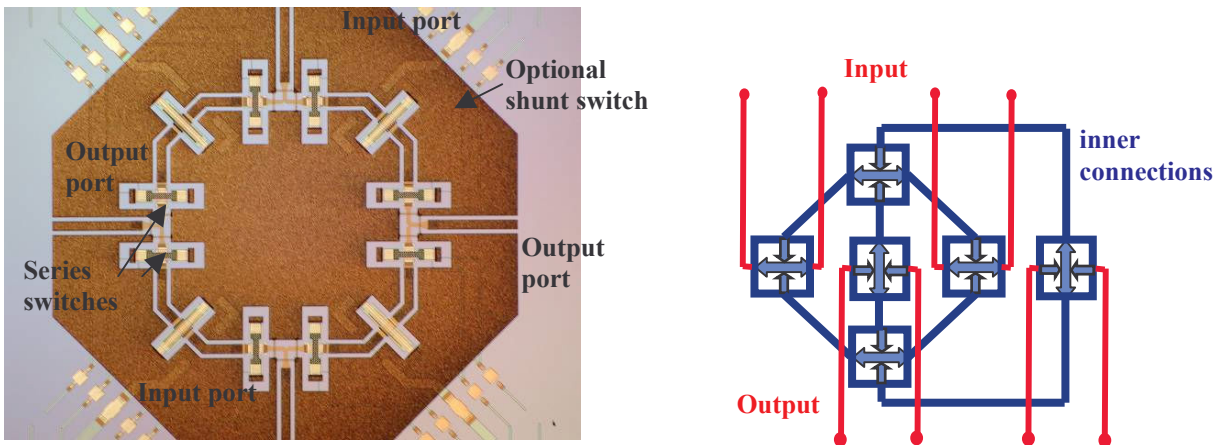 Input port
Optional
shunt switch
Output
port
Series
switches
Output
port
Input port
Input
inner
connections
Output